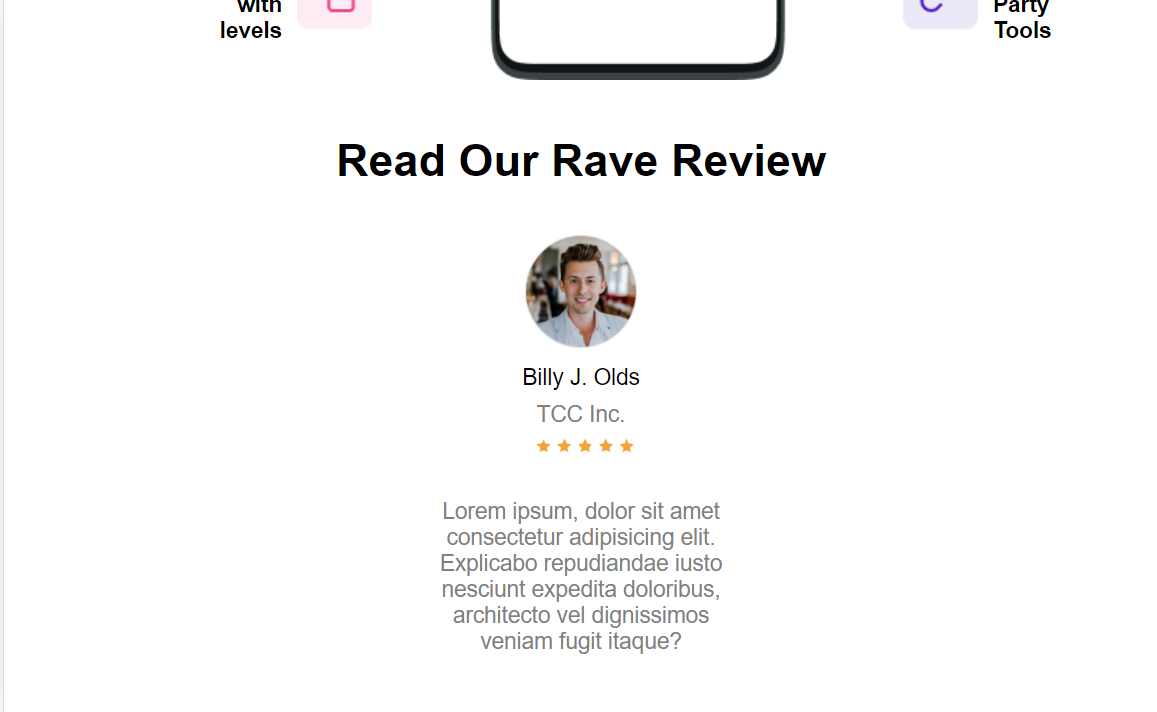 with
levels
Party
Tools
Read Our Rave Review
Billy J. Olds
TCC Inc.
Lorem ipsum, dolor sit amet
consectetur adipisicing elit.
Explicabo repudiandae iusto
nesciunt expedita doloribus,
architecto vel dignissimos
veniam fugit itaque?